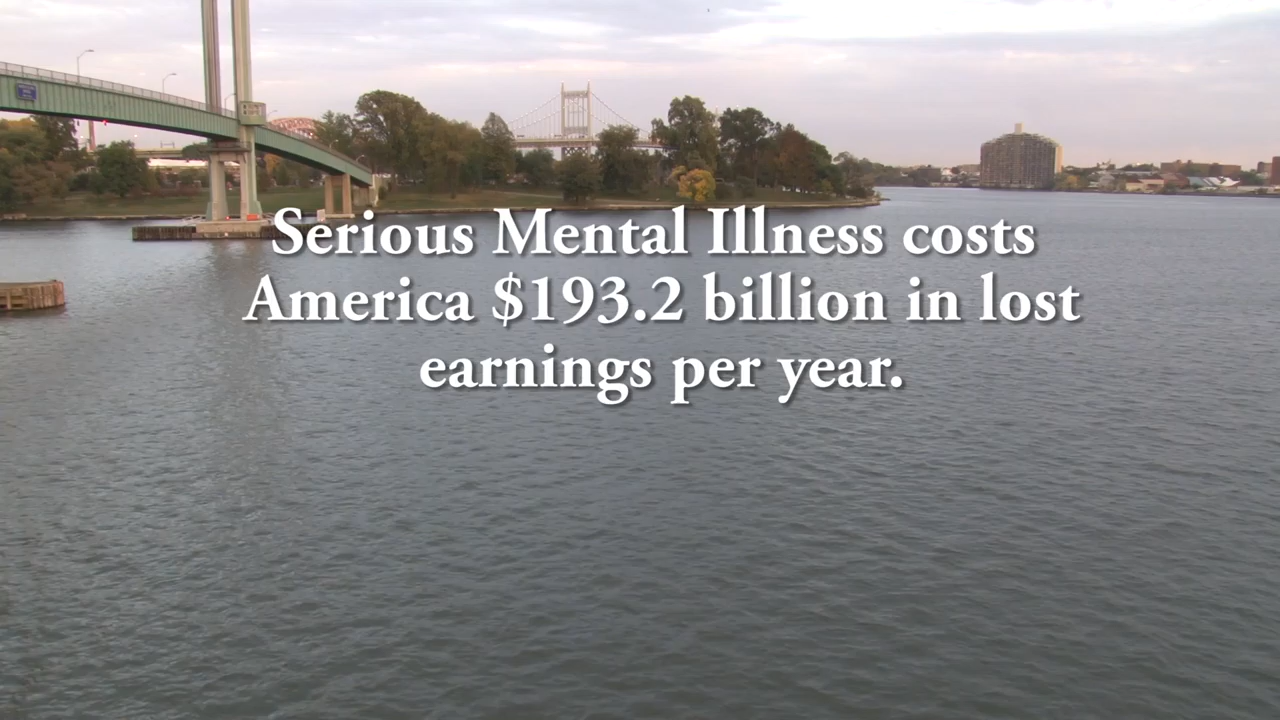 Serious Mental Illness costs
America $193.2 billion in lost
earnings per year.